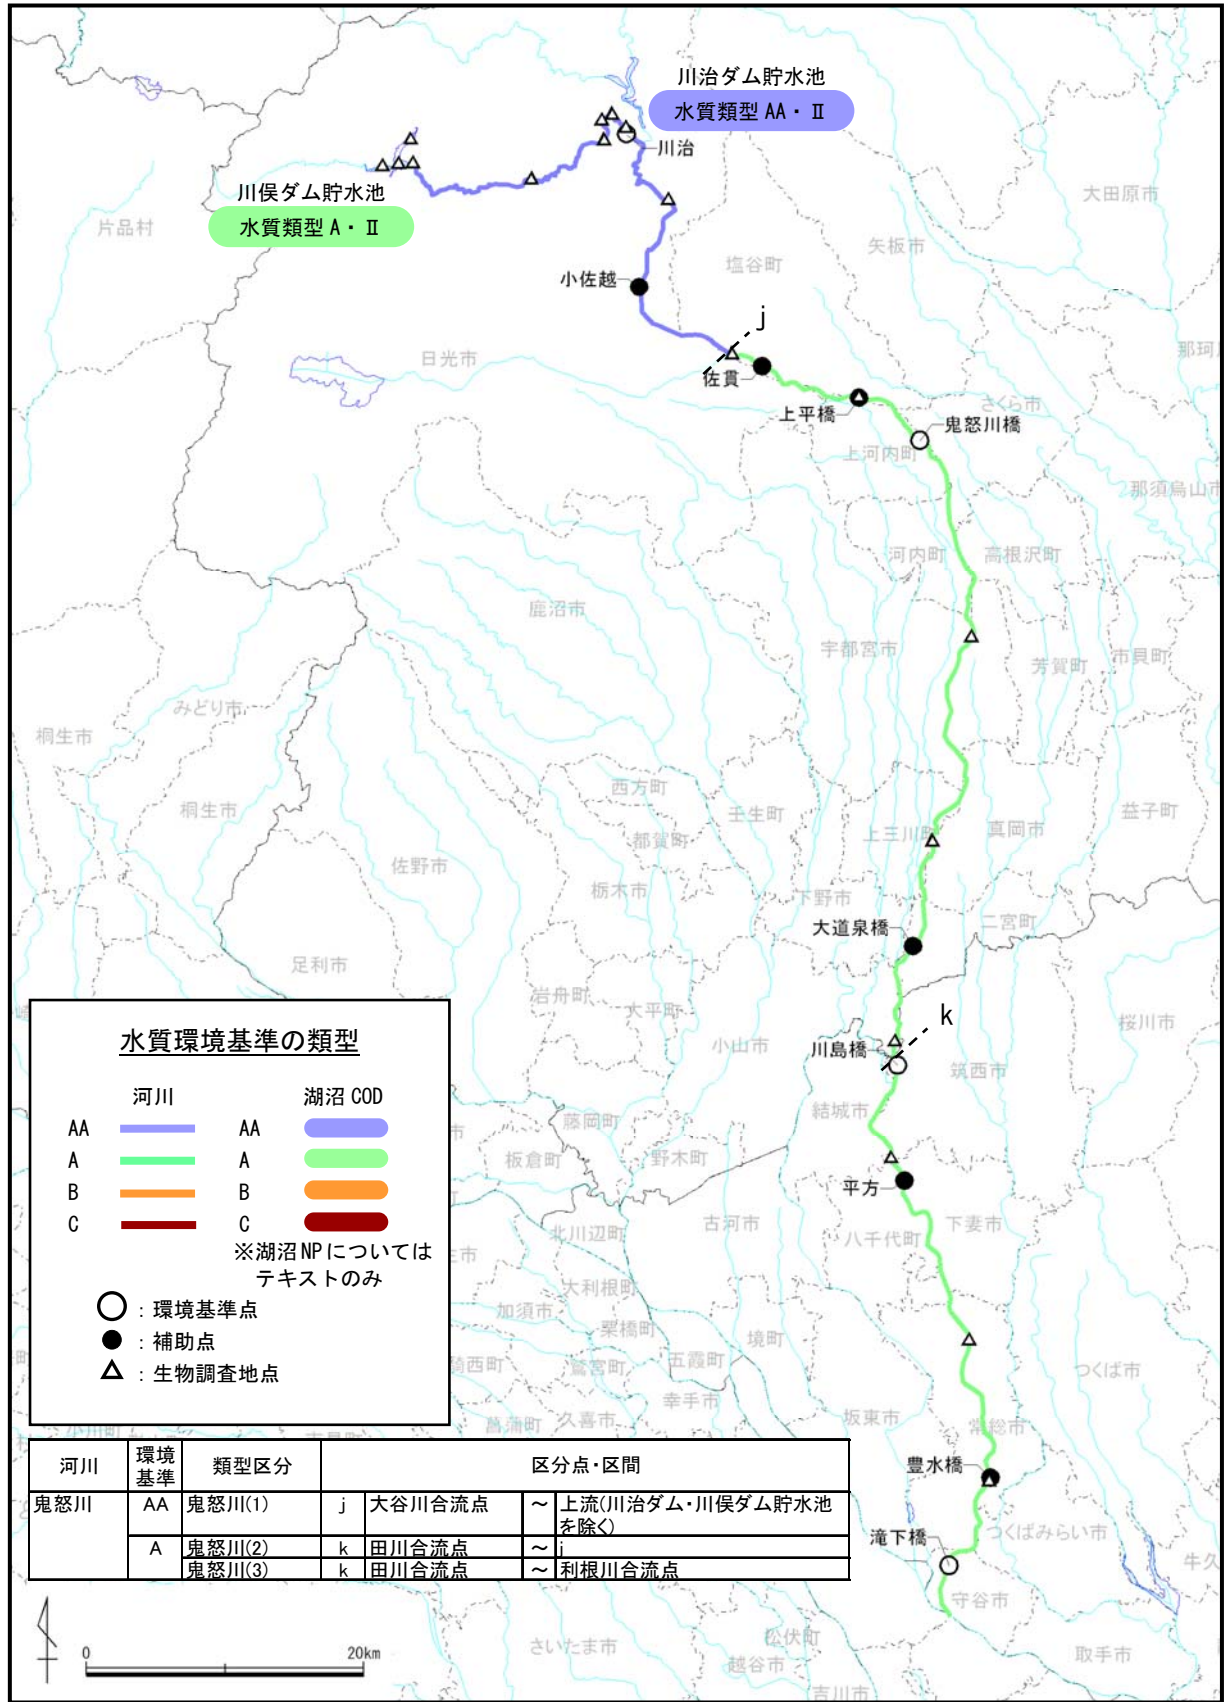 川治ダム貯水池
水質類型 AA・Ⅱ
川治
川俣ダム貯水池
水質類型 A・Ⅱ
片品村
大田原市
矢板市
塩谷町
小佐越
j
日光市
佐貫
上平橋
さくら市
鬼怒川橋
上河内町
那須烏山市
河内町
高根沢町
鹿沼市
宇都宮市
芳賀町
市貝町
みどり市
桐生市
西方町
桐生市
壬生町
益子町
都賀町
上三川町
真岡市
佐野市
栃木市
下野市
二宮町
大道泉橋
足利市
岩舟町
大平町
k
桜川市
小山市
川島橋
筑西市
結城市
藤岡町
板倉町
野木町
平方
古河市
下妻市
八千代町
北川辺町
大利根町
加須市
栗橋町
境町
騎西町
鷲宮町
五霞町
つくば市
幸手市
菖蒲町
久喜市
坂東市
常総市
豊水橋
つくばみらい市
滝下橋
牛久
守谷市
水質環境基準の類型
河川
湖沼 COD
AA
AA
A
A
B
B
C
C
※湖沼 NP については
テキストのみ
：環境基準点
：補助点
：生物調査地点
河川 環境基準 類型区分 区分点・区間
鬼怒川 AA 鬼怒川(1) j 大谷川合流点 ～ 上流(川治ダム・川俣ダム貯水池を除く)
A 鬼怒川(2) k 田川合流点 ～ j
鬼怒川(3) k 田川合流点 ～ 利根川合流点
0
20km
さいたま市
松伏町
越谷市
吉川市
取手市